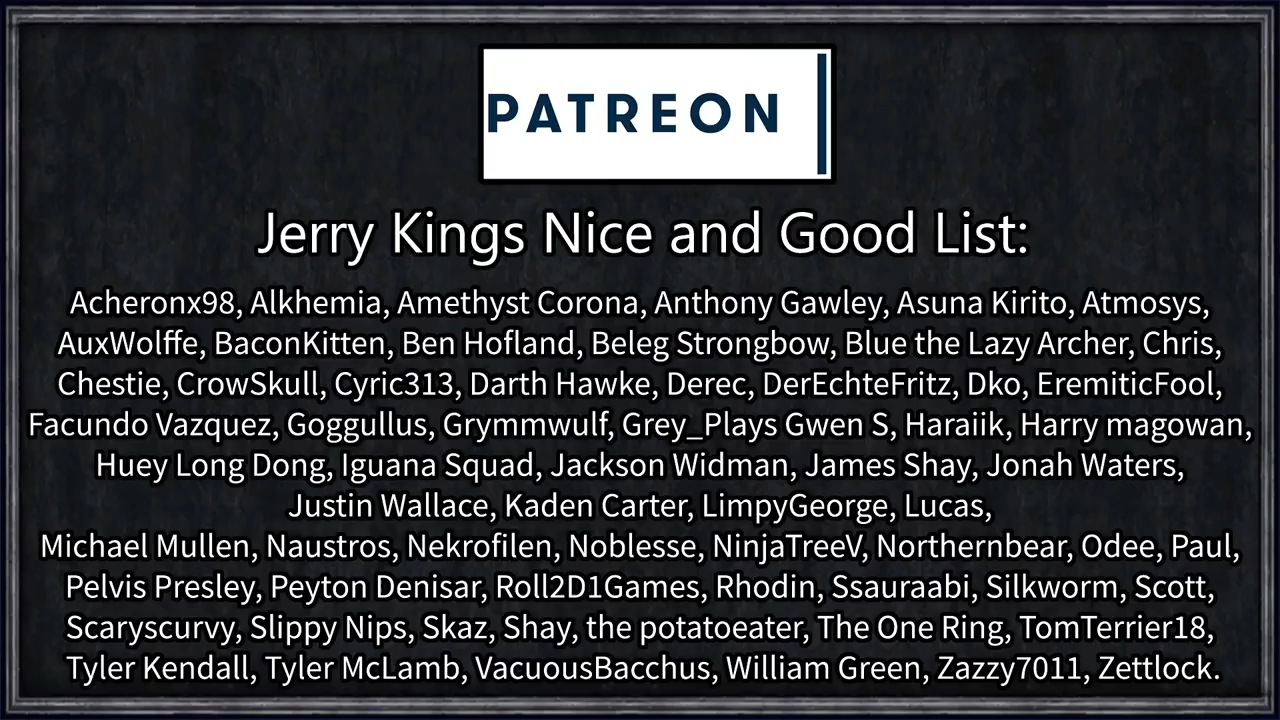 PATREON
Jerry Kings Nice and Good List:
Acheronx98, Alkhemia, Amethyst Corona, Anthony Gawley, Asuna Kirito, Atmosys,
AuxWolffe, BaconKitten, Ben Hofland, Beleg Strongbow, Blue the Lazy Archer, Chris,
Chestie, CrowSkull, Cyric313, Darth Hawke, Derec, DerEchteFritz, Dko, EremiticFool,
Facundo Vazquez, Goggullus, Grymmwulf, Grey_Plays Gwen S, Haraiik, Harry magowan,
Huey Long Dong, Iguana Squad, Jackson Widman, James Shay, Jonah Waters,
Justin Wallace, Kaden Carter, LimpyGeorge, Lucas,
Michael Mullen, Naustros, Nekrofilen, Noblesse, NinjaTreeV, Northernbear, Odee, Paul,
Pelvis Presley, Peyton Denisar, Roll2D1Games, Rhodin, Ssauraabi, Silkworm, Scott,
Scaryscurvy, Slippy Nips, Skaz, Shay, the potatoeater, The One Ring, TomTerrier18,
Tyler Kendall, Tyler McLamb, VacuousBacchus, William Green, Zazzy7011, Zettlock.